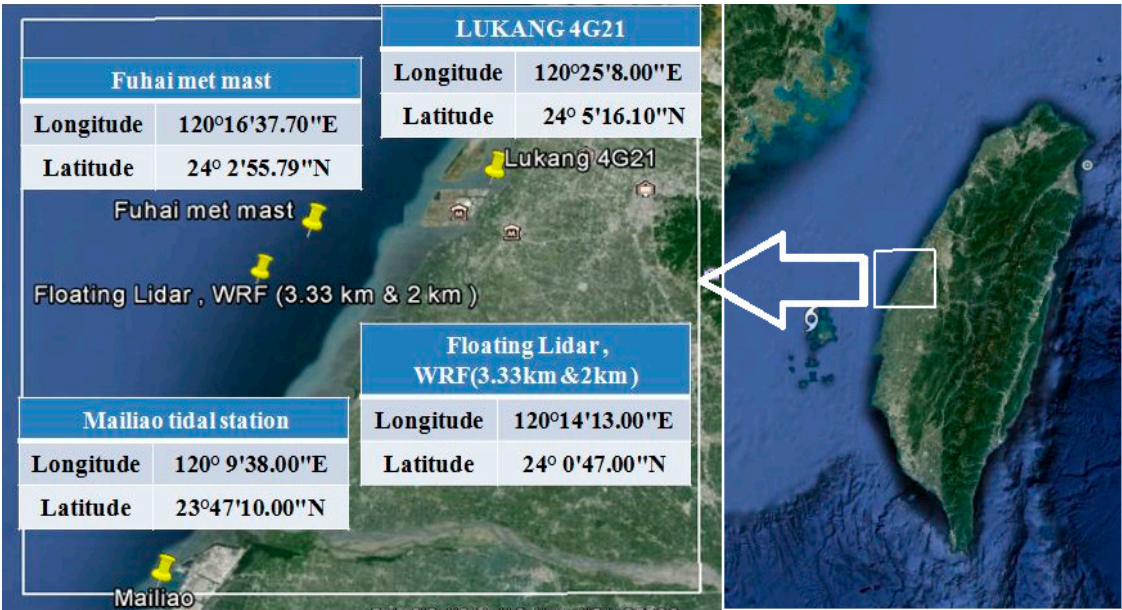 LUKANG 4G21
Longitude 120°25'8.00"E
Latitude 24° 5'16.10"N
Fuhai met mast
Longitude 120°16'37.70"E
Latitude 24° 2'55.79"N
Lukang 4G21
Fuhai met mast
Floating Lidar , WRF (3.33 km & 2 km )
Floating Lidar ,
WRF(3.33km &2km )
Longitude 120°14'13.00"E
Latitude 24° 0'47.00"N
Mailiao tidal station
Longitude 120° 9'38.00"E
Latitude 23°47'10.00"N
Mailiao